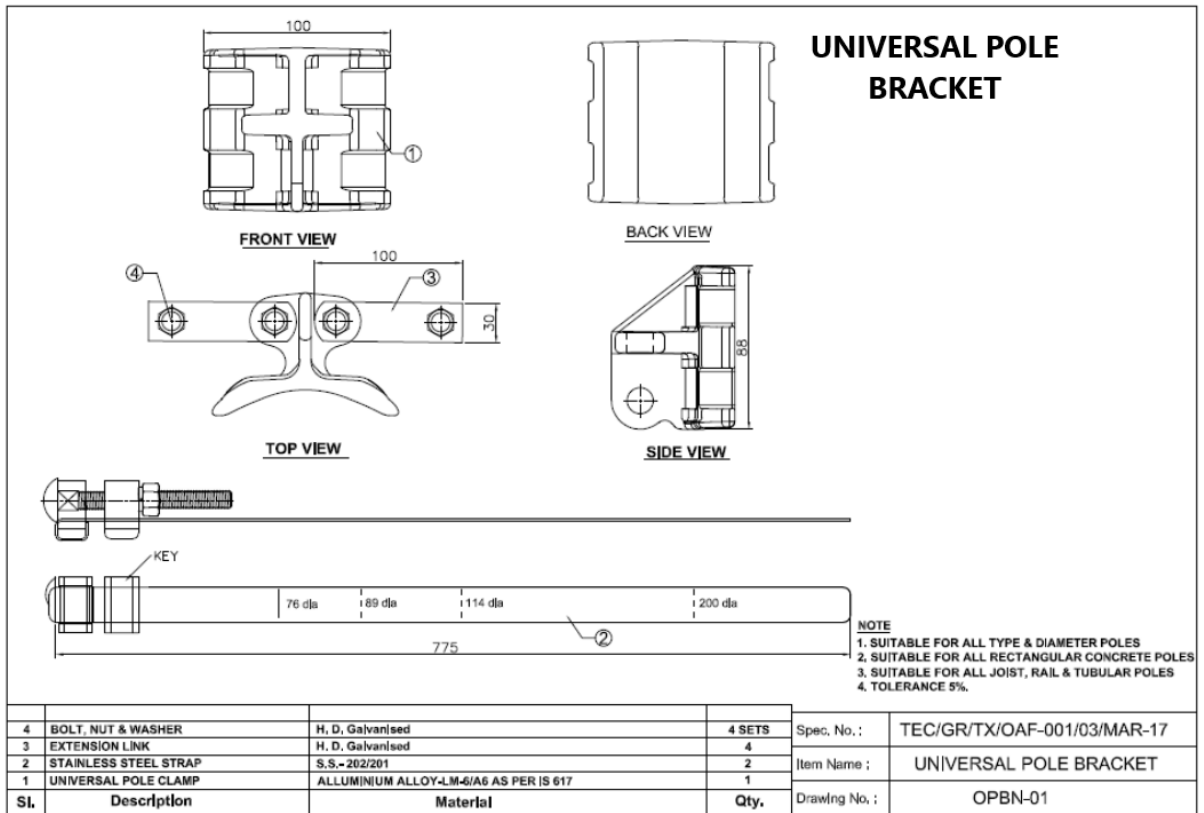 UNIVERSAL POLE
BRACKET
100
1
FRONT VIEW
BACK VIEW
4
100
3
30
88
TOP VIEW
SIDE VIEW
KEY
76 dia
89 dia
114 dia
200 dia
2
775
NOTE
1. SUITABLE FOR ALL TYPE & DIAMETER POLES
2. SUITABLE FOR ALL RECTANGULAR CONCRETE POLES
3. SUITABLE FOR ALL JOIST, RAIL & TUBULAR POLES
4. TOLERANCE 5%.
4 BOLT, NUT & WASHER H. D. Galvanised 4 SETS
3 EXTENSION LINK H. D. Galvanised 4
2 STAINLESS STEEL STRAP S.S.- 202/201 2
1 UNIVERSAL POLE CLAMP ALLUMINIUM ALLOY-LM-6/A6 AS PER IS 617 1
Sl. Description Material Qty.
Spec. No. : TEC/GR/TX/OAF-001/03/MAR-17
Item Name ; UNIVERSAL POLE BRACKET
Drawing No. ; OPBN-01